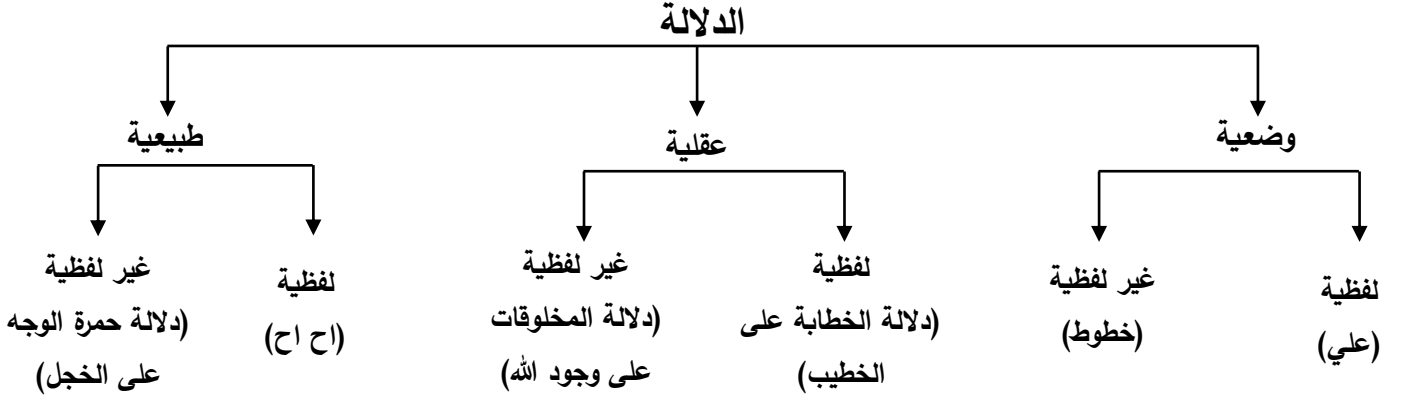 الدلالة
وضعية
عقلية
طبيعية
لفظية
(علي)
غير لفظية
(خطوط)
لفظية
(دلالة الخطابة على
الخطيب)
غير لفظية
(دلالة المخلوقات
على وجود الله)
لفظية
(اح اح)
غير لفظية
(دلالة حمرة الوجه
على الخجل)